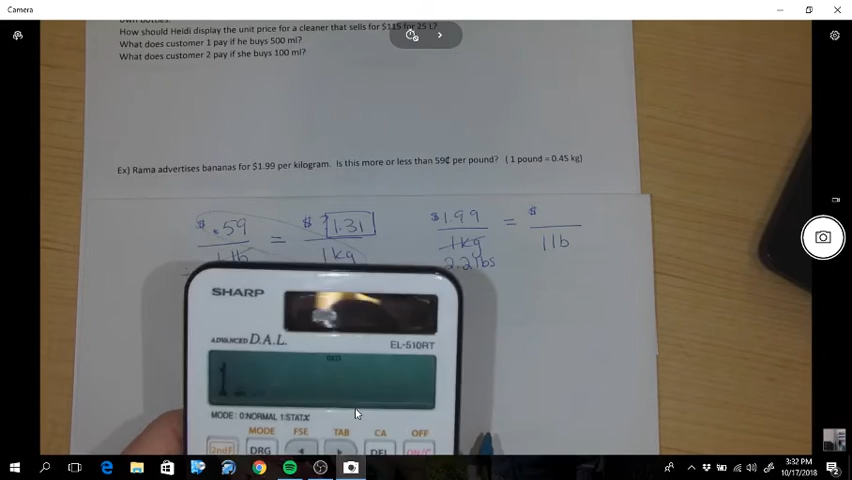 Camera
own bottles.
How should Heidi display the unit price for a cleaner that sells for $115 for 25 L?
What does customer 1 pay if he buys 500 ml?
What does customer 2 pay if she buys 100 ml?
Ex) Rama advertises bananas for $1.99 per kilogram. Is this more or less than 59¢ per pound? ( 1 pound = 0.45 kg)
$ .59 = $ 1.31 $1.99 = $
1 lb 1 kg 1 kg 1 lb
2.2 lbs
SHARP
ADVANCED D.A.L.
EL-510RT
DEG
MODE : 0:NORMAL 1:STAT x
MODE FSE TAB CA OFF
2ndF DRG DEL ON/C
3:32 PM
10/17/2018